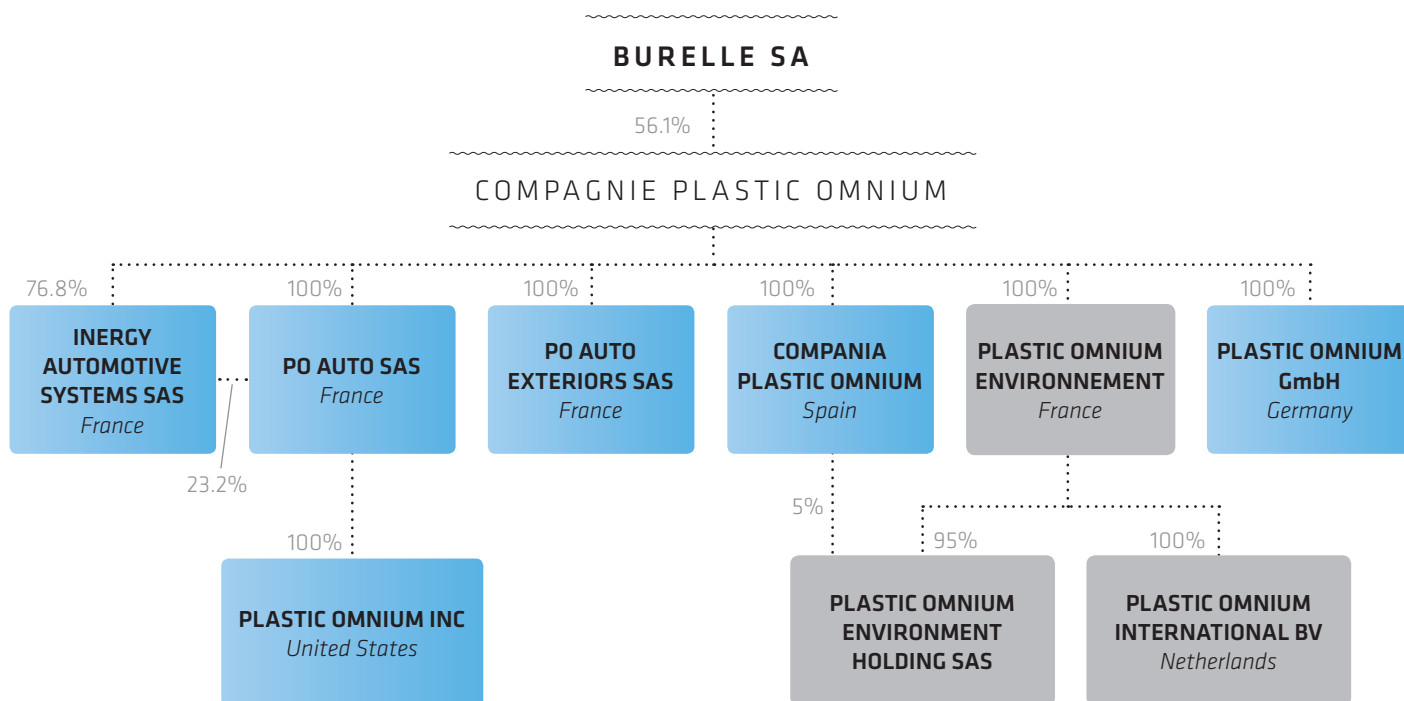 BURELLE SA
56.1%
COMPAGNIE PLASTIC OMNIUM
76.8%
100%
100%
100%
100%
100%
INERGY
AUTOMOTIVE
SYSTEMS SAS
France
PO AUTO SAS
France
PO AUTO
EXTERIORS SAS
France
COMPANIA
PLASTIC OMNIUM
Spain
PLASTIC OMNIUM
ENVIRONNEMENT
France
PLASTIC OMNIUM
GmbH
Germany
23.2%
5%
100%
95%
100%
PLASTIC OMNIUM INC
United States
PLASTIC OMNIUM
ENVIRONMENT
HOLDING SAS
PLASTIC OMNIUM
INTERNATIONAL BV
Netherlands